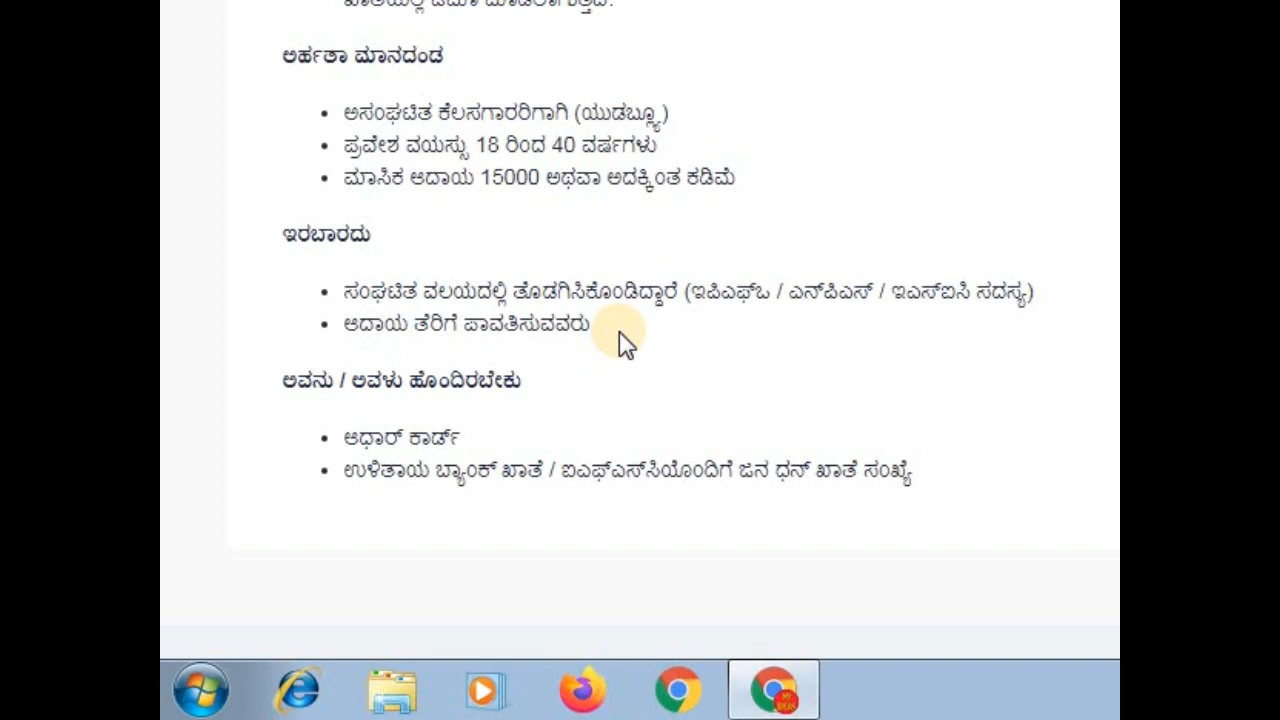 ಅರ್ಹತಾ ಮಾನದಂಡ
ಅಸಂಘಟಿತ ಕೆಲಸಗಾರರಿಗಾಗಿ (ಯುಡಬ್ಲ್ಯೂ)
ಪ್ರವೇಶ ವಯಸ್ಸು 18 ರಿಂದ 40 ವರ್ಷಗಳು
ಮಾಸಿಕ ಆದಾಯ 15000 ಅಥವಾ ಅದಕ್ಕಿಂತ ಕಡಿಮೆ
ಇರಬಾರದು
ಸಂಘಟಿತ ವಲಯದಲ್ಲಿ ತೊಡಗಿಸಿಕೊಂಡಿದ್ದಾರೆ (ಇಪಿಎಫ್ಒ / ಎನ್‌ಪಿಎಸ್ / ಇಎಸ್‌ಐಸಿ ಸದಸ್ಯ)
ಆದಾಯ ತೆರಿಗೆ ಪಾವತಿಸುವವರು
ಅವನು / ಅವಳು ಹೊಂದಿರಬೇಕು
ಆಧಾರ್ ಕಾರ್ಡ್
ಉಳಿತಾಯ ಬ್ಯಾಂಕ್ ಖಾತೆ / ಐಎಫ್‌ಎಸ್‌ಸಿಯೊಂದಿಗೆ ಜನ ಧನ್ ಖಾತೆ ಸಂಖ್ಯೆ